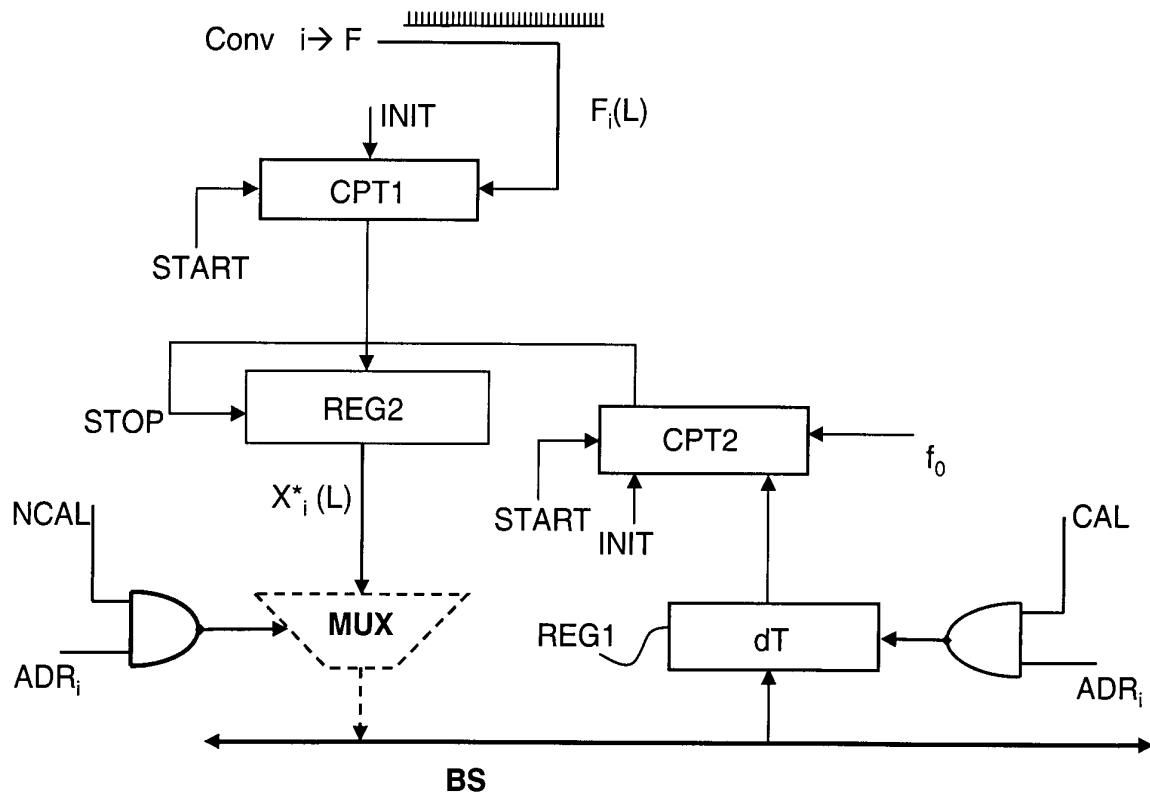 Conv i→ F
INIT
F_i(L)
CPT1
START
REG2
STOP
CPT2
f_0
X*_i (L)
NCAL
START
INIT
CAL
MUX
REG1
dT
ADR_i
ADR_i
BS